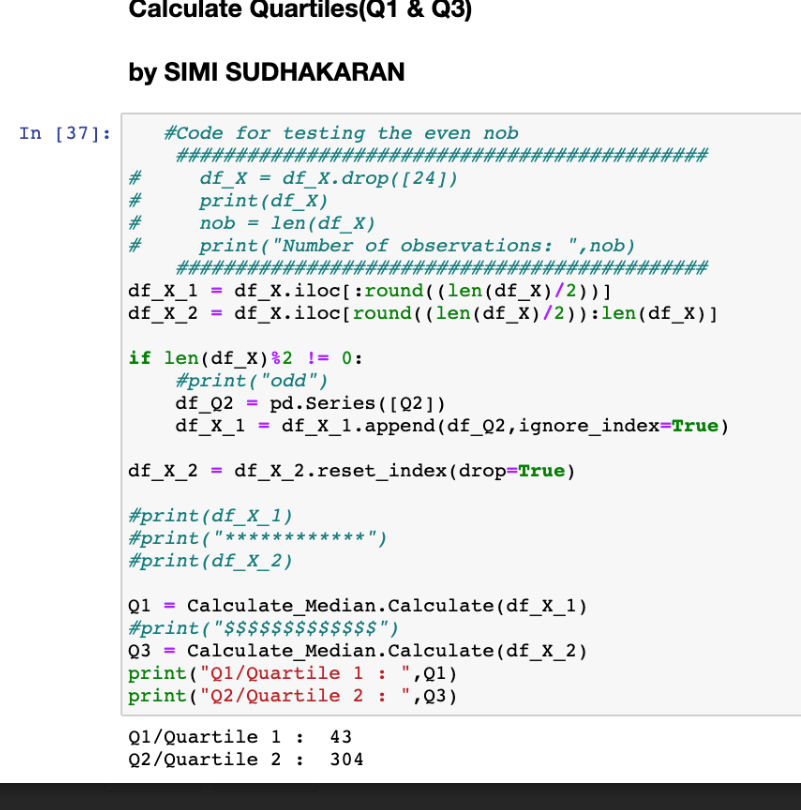 Calculate Quartiles(Q1 & Q3)
by SIMI SUDHAKARAN
In [37]:
#Code for testing the even nob
#############################################
# df_X = df_X.drop([24])
# print(df_X)
# nob = len(df_X)
# print("Number of observations: ",nob)
#############################################
df_X_1 = df_X.iloc[:round((len(df_X)/2))]
df_X_2 = df_X.iloc[round((len(df_X)/2)):len(df_X)]
if len(df_X)%2 != 0:
#print("odd")
df_Q2 = pd.Series([Q2])
df_X_1 = df_X_1.append(df_Q2,ignore_index=True)
df_X_2 = df_X_2.reset_index(drop=True)
#print(df_X_1)
#print("************")
#print(df_X_2)
Q1 = Calculate_Median.Calculate(df_X_1)
#print("$$$$$$$$$$$$$")
Q3 = Calculate_Median.Calculate(df_X_2)
print("Q1/Quartile 1 : ",Q1)
print("Q2/Quartile 2 : ",Q3)
Q1/Quartile 1 :  43
Q2/Quartile 2 :  304